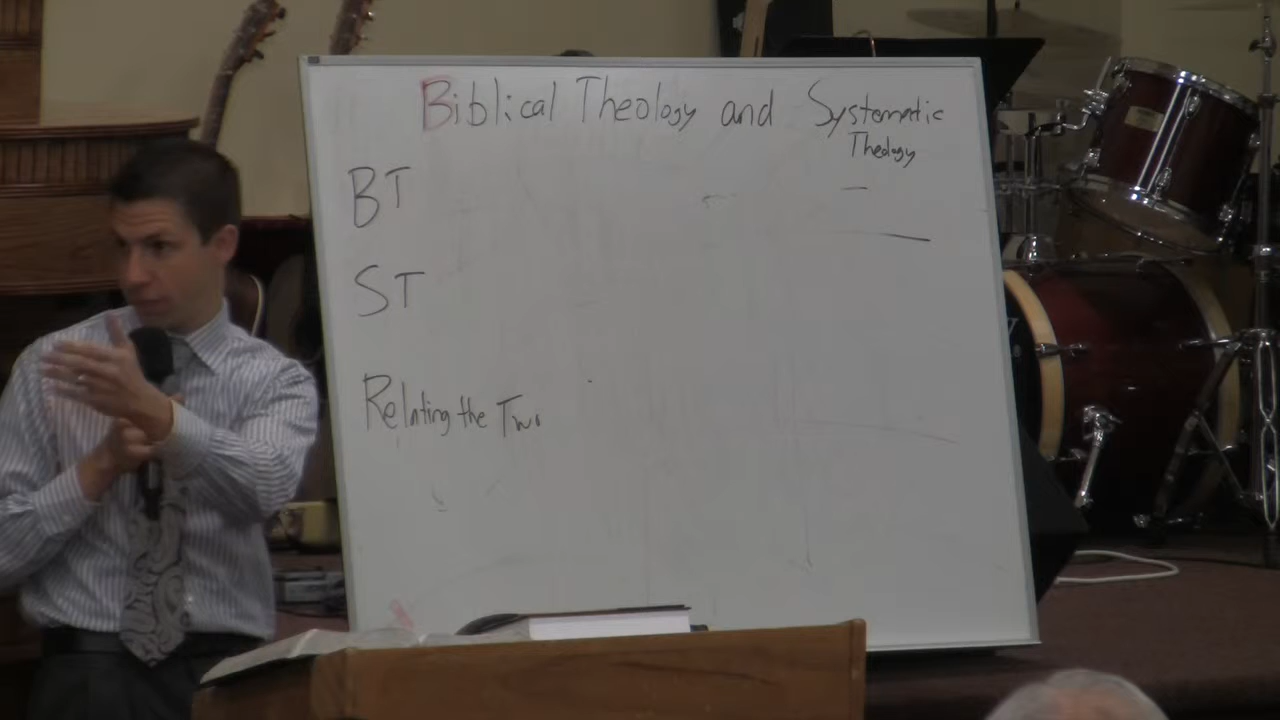 Biblical Theology and Systematic
Theology
BT
ST
Relating the Two